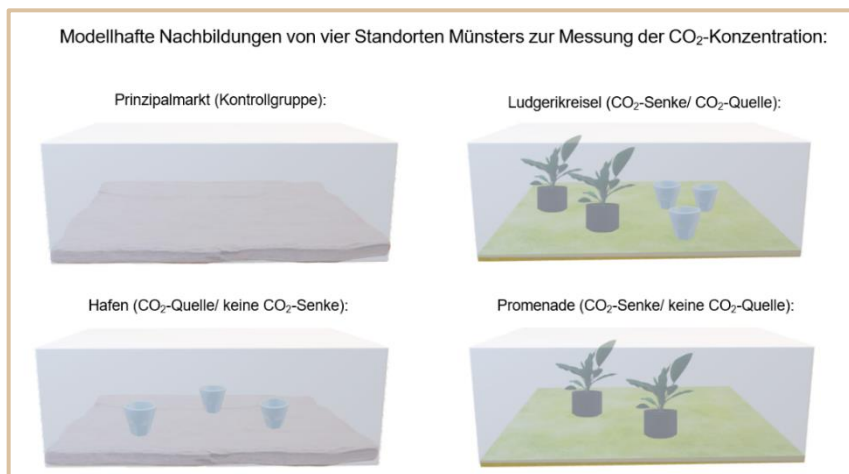 Modellhafte Nachbildungen von vier Standorten Münsters zur Messung der CO₂-Konzentration:
Prinzipalmarkt (Kontrollgruppe):
Ludgerikreisel (CO₂-Senke/ CO₂-Quelle):
Hafen (CO₂-Quelle/ keine CO₂-Senke):
Promenade (CO₂-Senke/ keine CO₂-Quelle):